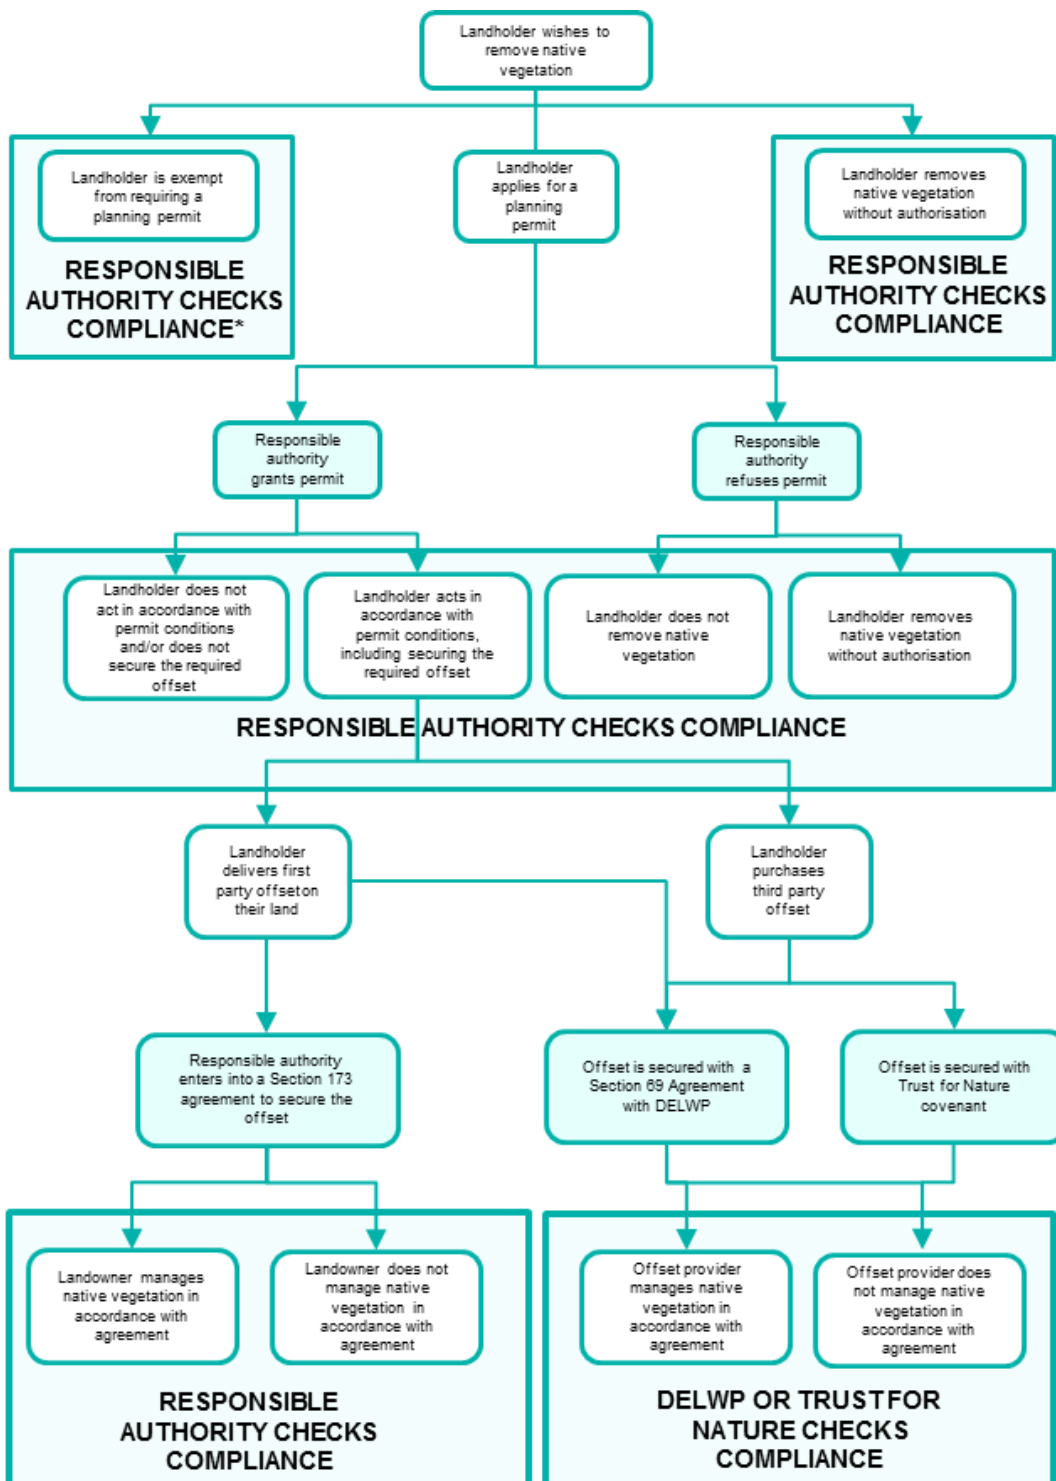 Landholder wishes to
remove native
vegetation
Landholder is exempt
from requiring a
planning permit
RESPONSIBLE
AUTHORITY CHECKS
COMPLIANCE*
Landholder
applies for a
planning
permit
Landholder removes
native vegetation
without authorisation
RESPONSIBLE
AUTHORITY CHECKS
COMPLIANCE
Responsible
authority
grants permit
Responsible
authority
refuses permit
Landholder does not
act in accordance with
permit conditions
and/or does not
secure the required
offset
Landholder acts in
accordance with
permit conditions,
including securing the
required offset
Landholder does not
remove native
vegetation
Landholder removes
native vegetation
without authorisation
RESPONSIBLE AUTHORITY CHECKS COMPLIANCE
Landholder
delivers first
party offset on
their land
Landholder
purchases
third party
offset
Responsible authority
enters into a Section 173
agreement to secure the
offset
Offset is secured with a
Section 69 Agreement
with DELWP
Offset is secured with
Trust for Nature
covenant
Landowner manages
native vegetation in
accordance with
agreement
Landowner does not
manage native
vegetation in
accordance with
agreement
RESPONSIBLE
AUTHORITY CHECKS
COMPLIANCE
Offset provider
manages native
vegetation in
accordance with
agreement
Offset provider does
not manage native
vegetation in
accordance with
agreement
DELWP OR TRUST FOR
NATURE CHECKS
COMPLIANCE